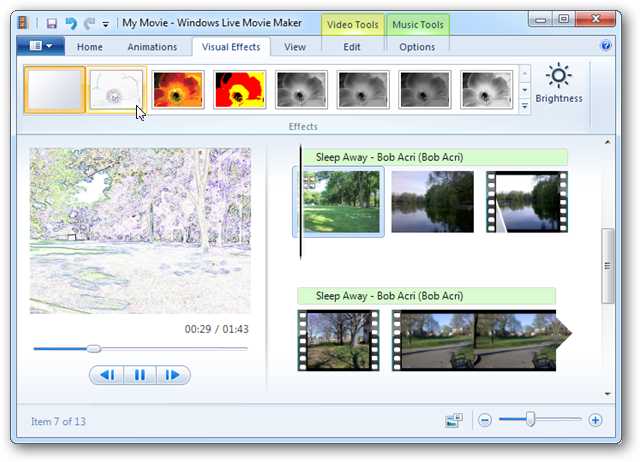 My Movie - Windows Live Movie Maker
Video Tools
Music Tools
Home
Animations
Visual Effects
View
Edit
Options
Brightness
Effects
Sleep Away - Bob Acri (Bob Acri)
00:29 / 01:43
Sleep Away - Bob Acri (Bob Acri)
Item 7 of 13